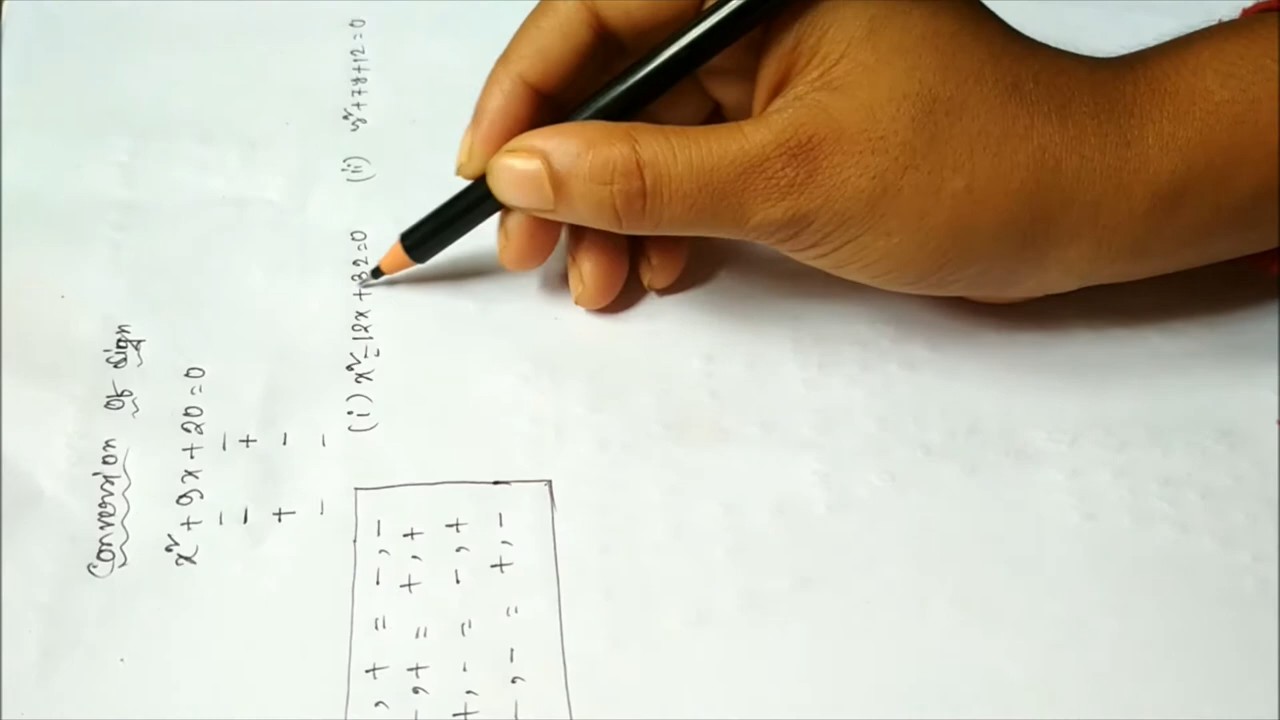 Conversion of Sign
x² + 9x + 20 = 0
- -
- +
+ -
- -
, + = -, -
-, + = +, +
+, - = -, +
-, - = +, -
(i) x² - 12x + 32 = 0 (ii) y² + 7y + 12 = 0